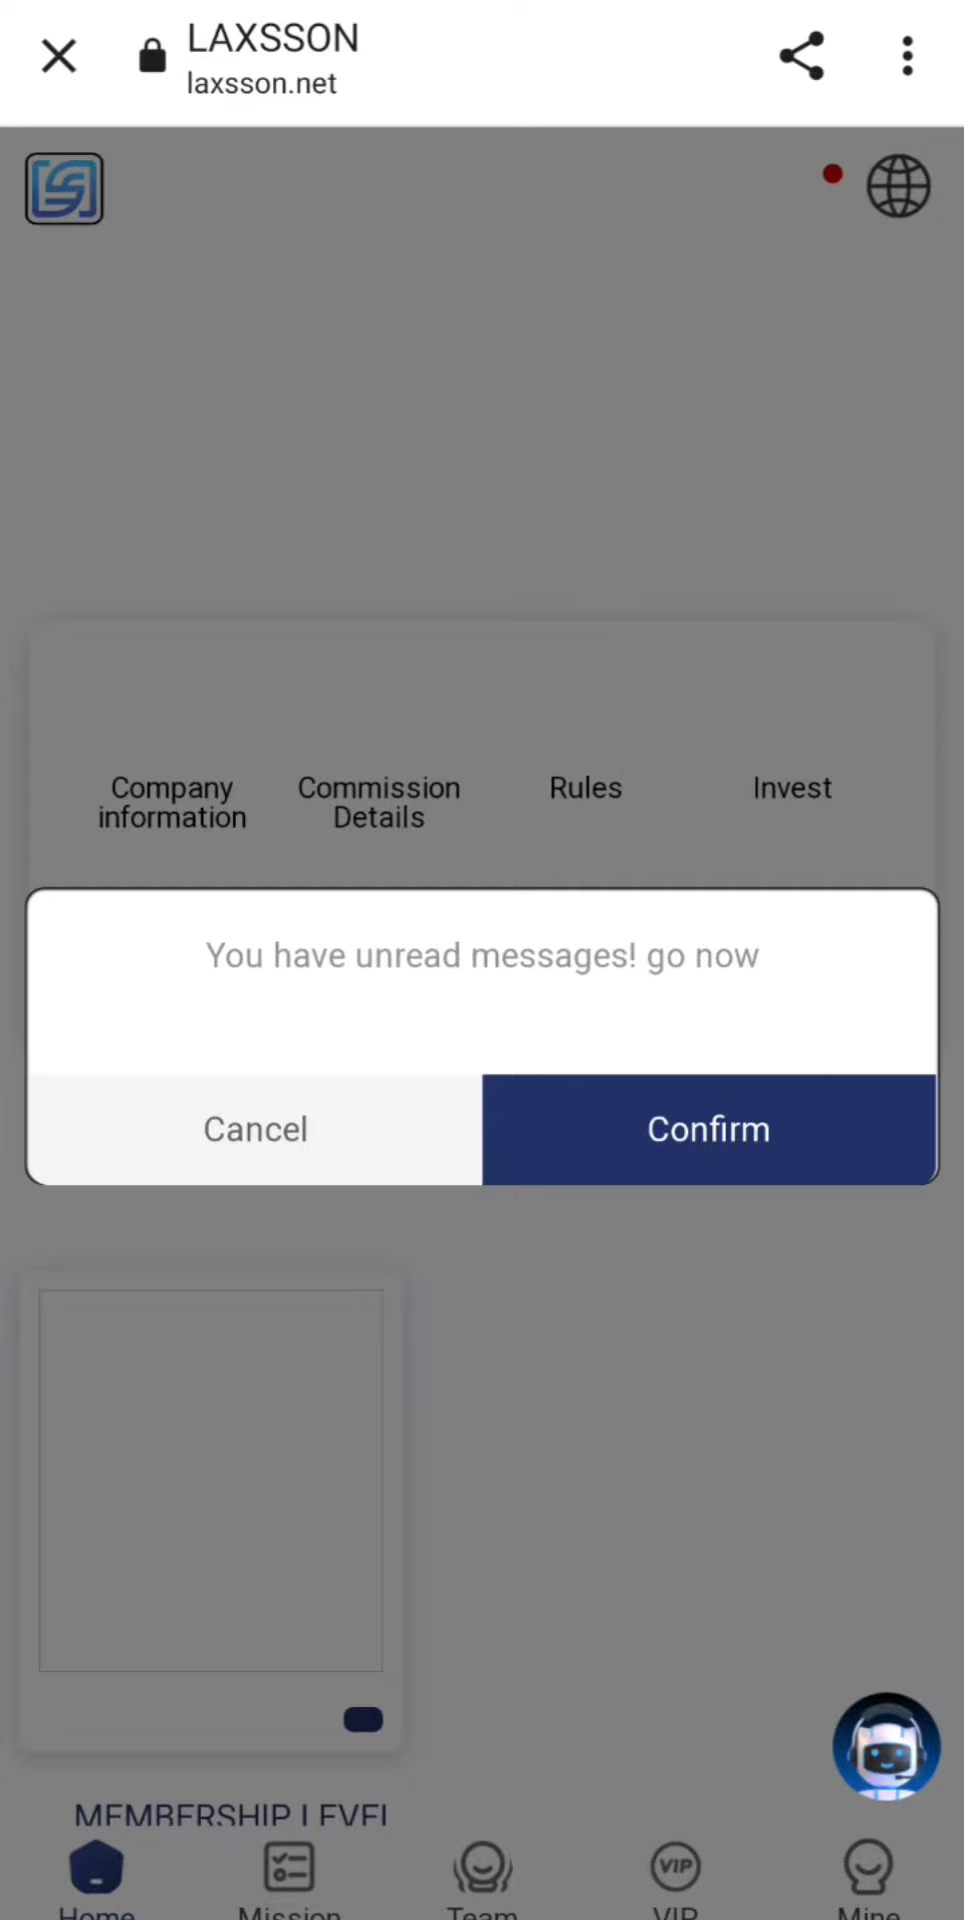 LAXSSON
laxsson.net
Company
information
Commission
Details
Rules
Invest
You have unread messages! go now
Cancel
Confirm
MEMBERSHIP LEVEL
VIP
Home
Mission
Team
VIP
Mine